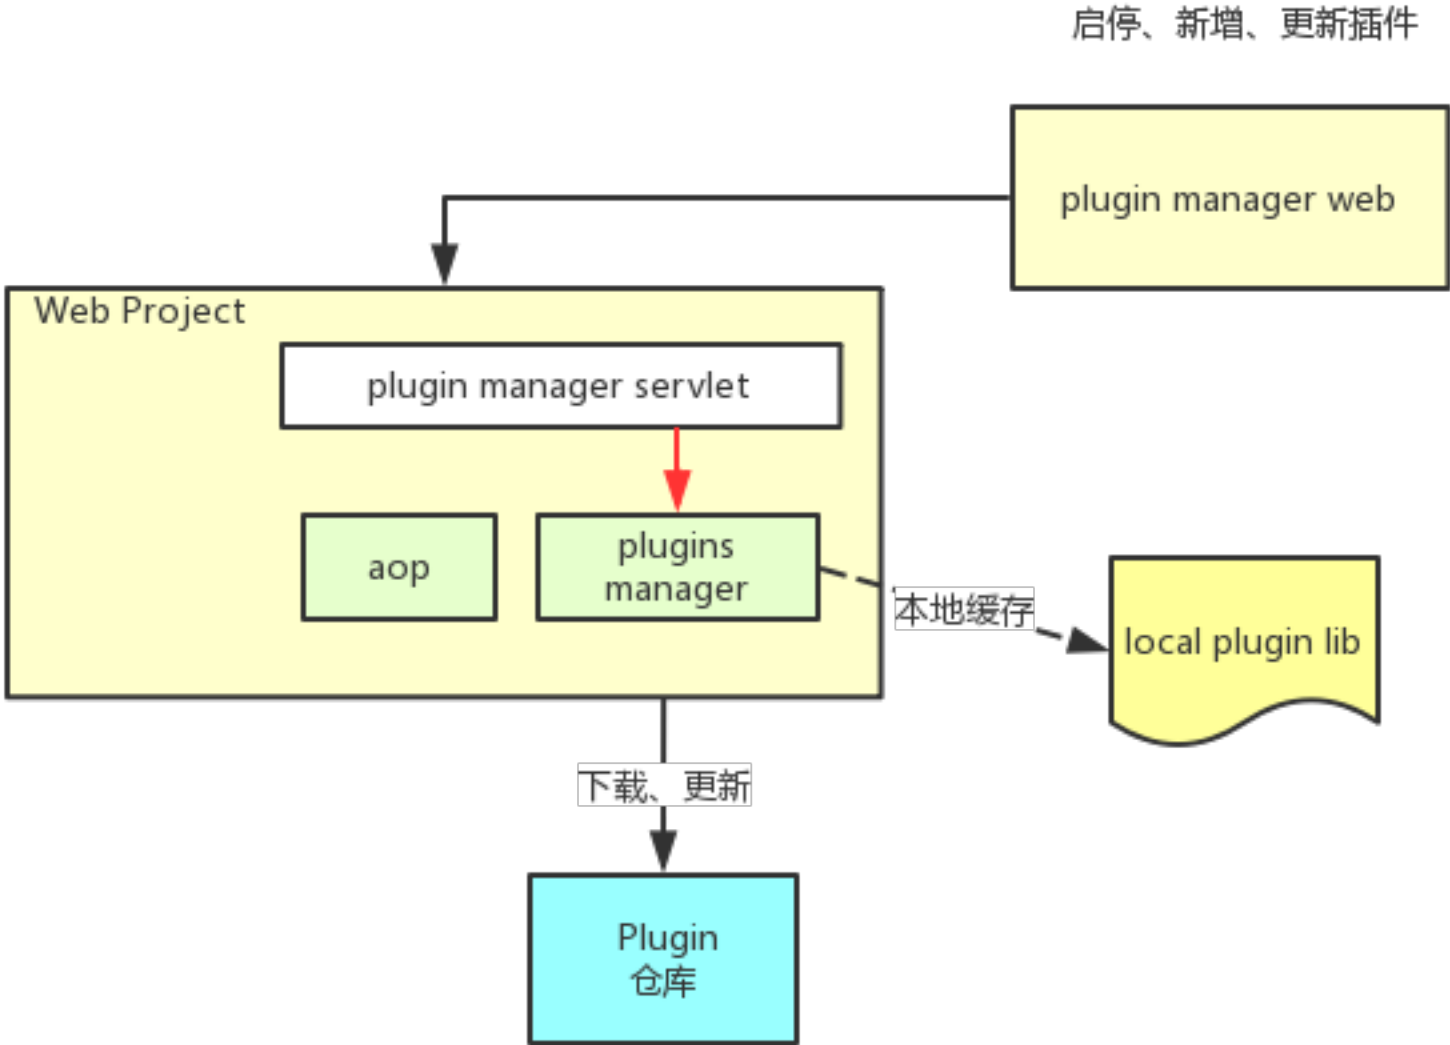 启停、新增、更新插件
plugin manager web
Web Project
plugin manager servlet
aop
plugins
manager
本地缓存
local plugin lib
下载、更新
Plugin
仓库